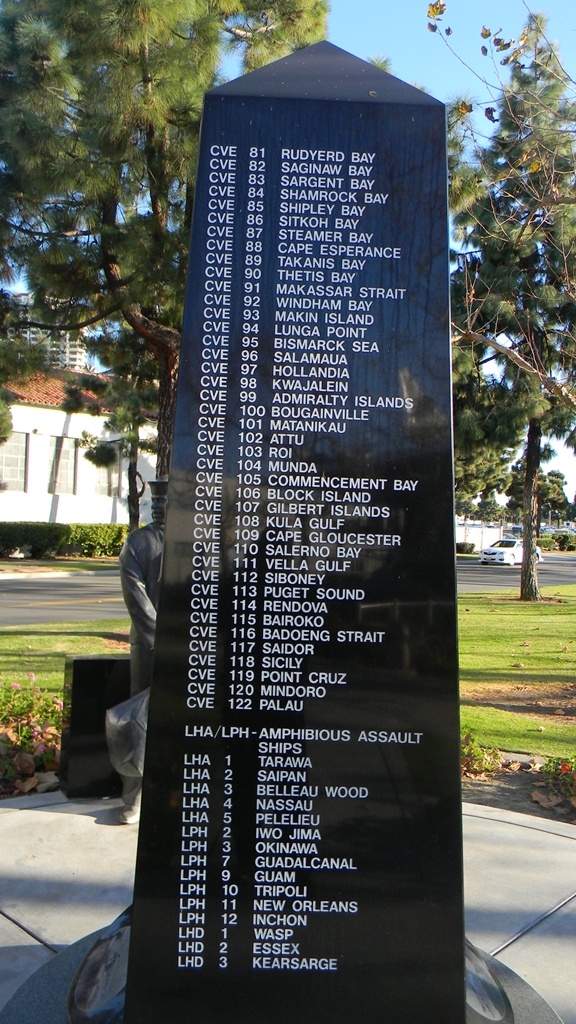 CVE 81 RUDYERD BAY
CVE 82 SAGINAW BAY
CVE 83 SARGENT BAY
CVE 84 SHAMROCK BAY
CVE 85 SHIPLEY BAY
CVE 86 SITKOH BAY
CVE 87 STEAMER BAY
CVE 88 CAPE ESPERANCE
CVE 89 TAKANIS BAY
CVE 90 THETIS BAY
CVE 91 MAKASSAR STRAIT
CVE 92 WINDHAM BAY
CVE 93 MAKIN ISLAND
CVE 94 LUNGA POINT
CVE 95 BISMARCK SEA
CVE 96 SALAMAUA
CVE 97 HOLLANDIA
CVE 98 KWAJALEIN
CVE 99 ADMIRALTY ISLANDS
CVE 100 BOUGAINVILLE
CVE 101 MATANIKAU
CVE 102 ATTU
CVE 103 ROI
CVE 104 MUNDA
CVE 105 COMMENCEMENT BAY
CVE 106 BLOCK ISLAND
CVE 107 GILBERT ISLANDS
CVE 108 KULA GULF
CVE 109 CAPE GLOUCESTER
CVE 110 SALERNO BAY
CVE 111 VELLA GULF
CVE 112 SIBONEY
CVE 113 PUGET SOUND
CVE 114 RENDOVA
CVE 115 BAIROKO
CVE 116 BADOENG STRAIT
CVE 117 SAIDOR
CVE 118 SICILY
CVE 119 POINT CRUZ
CVE 120 MINDORO
CVE 122 PALAU
LHA/LPH - AMPHIBIOUS ASSAULT
SHIPS
LHA 1 TARAWA
LHA 2 SAIPAN
LHA 3 BELLEAU WOOD
LHA 4 NASSAU
LHA 5 PELELIEU
LPH 2 IWO JIMA
LPH 3 OKINAWA
LPH 7 GUADALCANAL
LPH 9 GUAM
LPH 10 TRIPOLI
LPH 11 NEW ORLEANS
LPH 12 INCHON
LHD 1 WASP
LHD 2 ESSEX
LHD 3 KEARSARGE